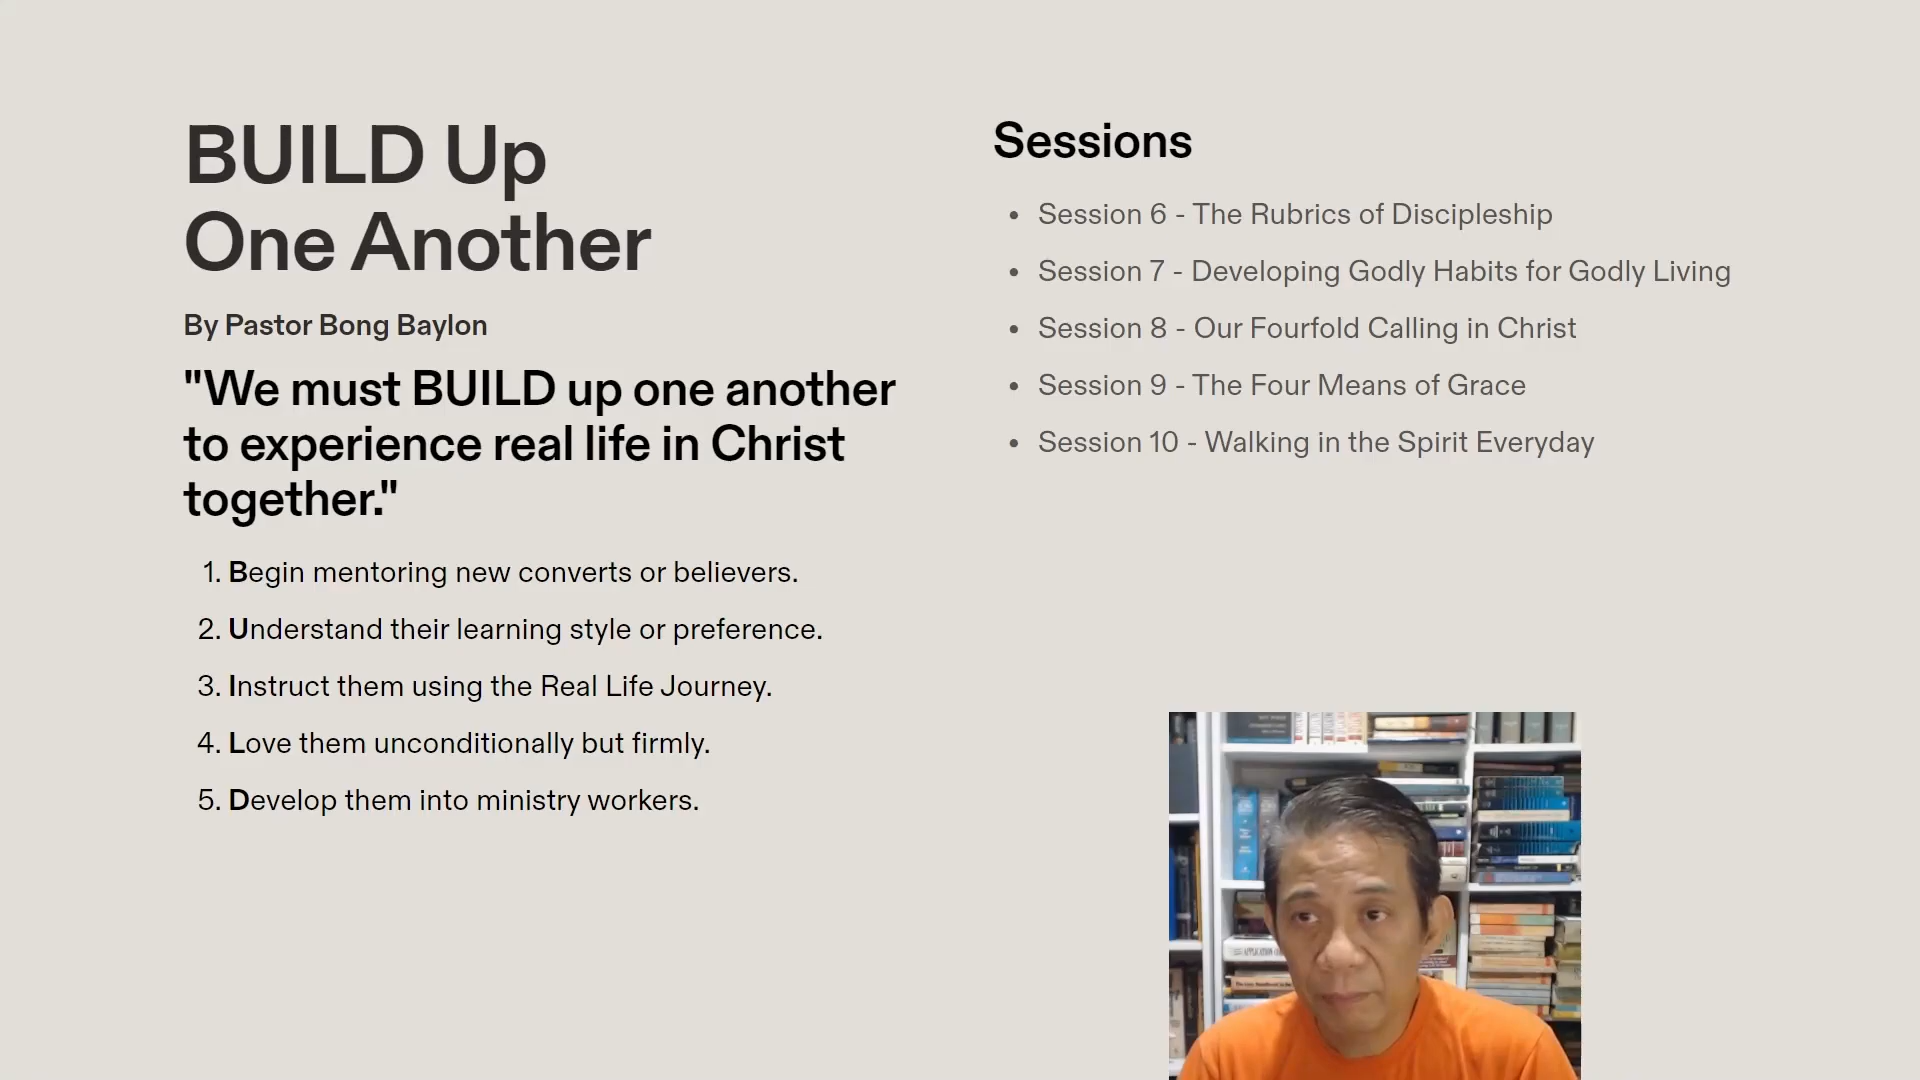 BUILD Up
One Another
By Pastor Bong Baylon
"We must BUILD up one another
to experience real life in Christ
together."
1. Begin mentoring new converts or believers.
2. Understand their learning style or preference.
3. Instruct them using the Real Life Journey.
4. Love them unconditionally but firmly.
5. Develop them into ministry workers.
Sessions
• Session 6 - The Rubrics of Discipleship
• Session 7 - Developing Godly Habits for Godly Living
• Session 8 - Our Fourfold Calling in Christ
• Session 9 - The Four Means of Grace
• Session 10 - Walking in the Spirit Everyday